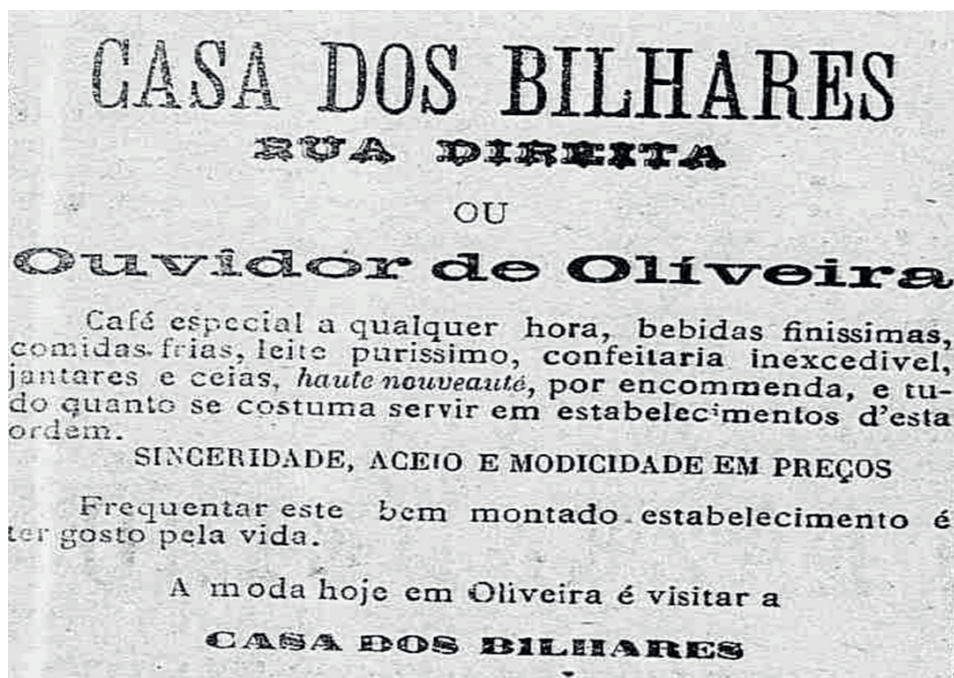 CASA DOS BILHARES
RUA DIREITA
OU
Ouvidor de Oliveira
Café especial a qualquer hora, bebidas finissimas,
comidas frias, leite purissimo, confeitaria inexcedivel,
jantares e ceias, haute nouveauté, por encommenda, e tu-
do quanto se costuma servir em estabelecimentos d'esta
ordem.
SINCERIDADE, ACEIO E MODICIDADE EM PREÇOS
Frequentar este bem montado estabelecimento é
ter gosto pela vida.
A moda hoje em Oliveira é visitar a
CASA DOS BILHARES